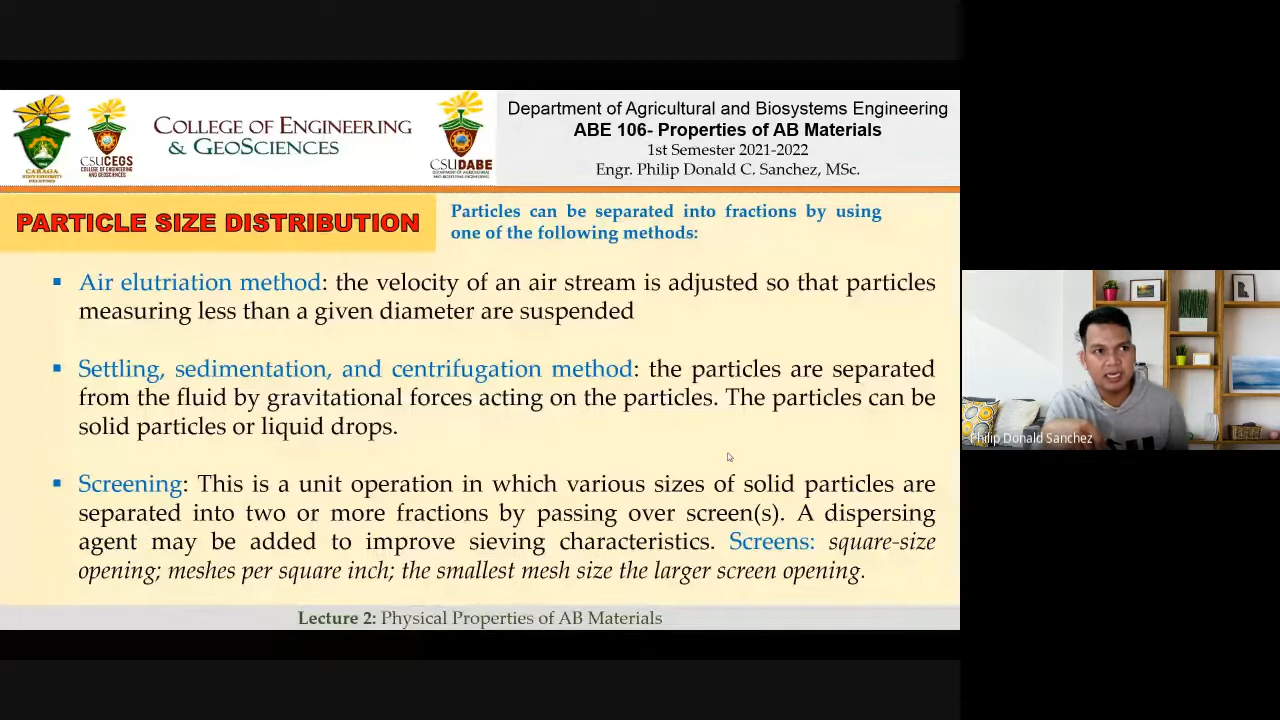 COLLEGE OF ENGINEERING
& GEOSCIENCES
CARAGA
CSUCEGS
COLLEGE OF ENGINEERING
AND GEOSCIENCES
CSUDABE
Department of Agricultural and Biosystems Engineering
ABE 106- Properties of AB Materials
1st Semester 2021-2022
Engr. Philip Donald C. Sanchez, MSc.
PARTICLE SIZE DISTRIBUTION
Particles can be separated into fractions by using
one of the following methods:
▪ Air elutriation method: the velocity of an air stream is adjusted so that particles
measuring less than a given diameter are suspended
▪ Settling, sedimentation, and centrifugation method: the particles are separated
from the fluid by gravitational forces acting on the particles. The particles can be
solid particles or liquid drops.
▪ Screening: This is a unit operation in which various sizes of solid particles are
separated into two or more fractions by passing over screen(s). A dispersing
agent may be added to improve sieving characteristics. Screens: square-size
opening; meshes per square inch; the smallest mesh size the larger screen opening.
Lecture 2: Physical Properties of AB Materials
Philip Donald Sanchez